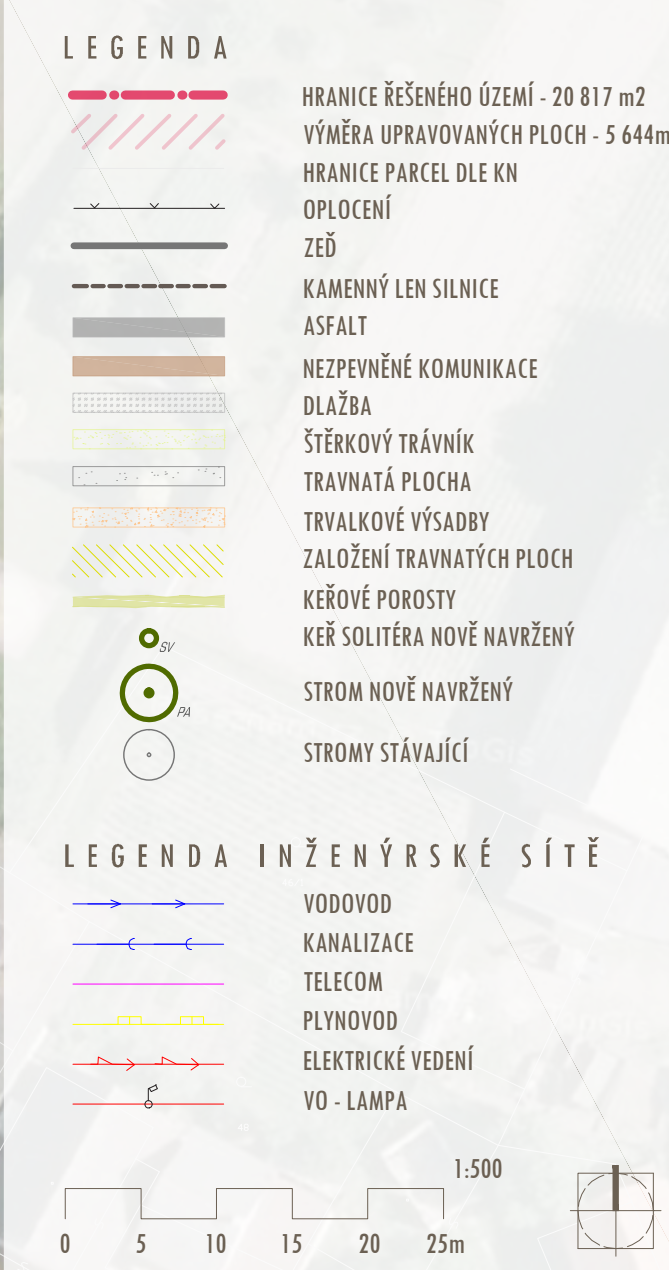 LEGENDA
HRANICE ŘEŠENÉHO ÚZEMÍ - 20 817 m2
VÝMĚRA UPRAVOVANÝCH PLOCH - 5 644m
HRANICE PARCEL DLE KN
OPLOCENÍ
ZEĎ
KAMENNÝ LEN SILNICE
ASFALT
NEZPEVNĚNÉ KOMUNIKACE
DLAŽBA
ŠTĚRKOVÝ TRÁVNÍK
TRAVNATÁ PLOCHA
TRVALKOVÉ VÝSADBY
ZALOŽENÍ TRAVNATÝCH PLOCH
KEŘOVÉ POROSTY
SV KEŘ SOLITÉRA NOVĚ NAVRŽENÝ
PA STROM NOVĚ NAVRŽENÝ
STROMY STÁVAJÍCÍ
LEGENDA INŽENÝRSKÉ SÍTĚ
VODOVOD
KANALIZACE
TELECOM
PLYNOVOD
ELEKTRICKÉ VEDENÍ
VO - LAMPA
1:500
0 5 10 15 20 25m